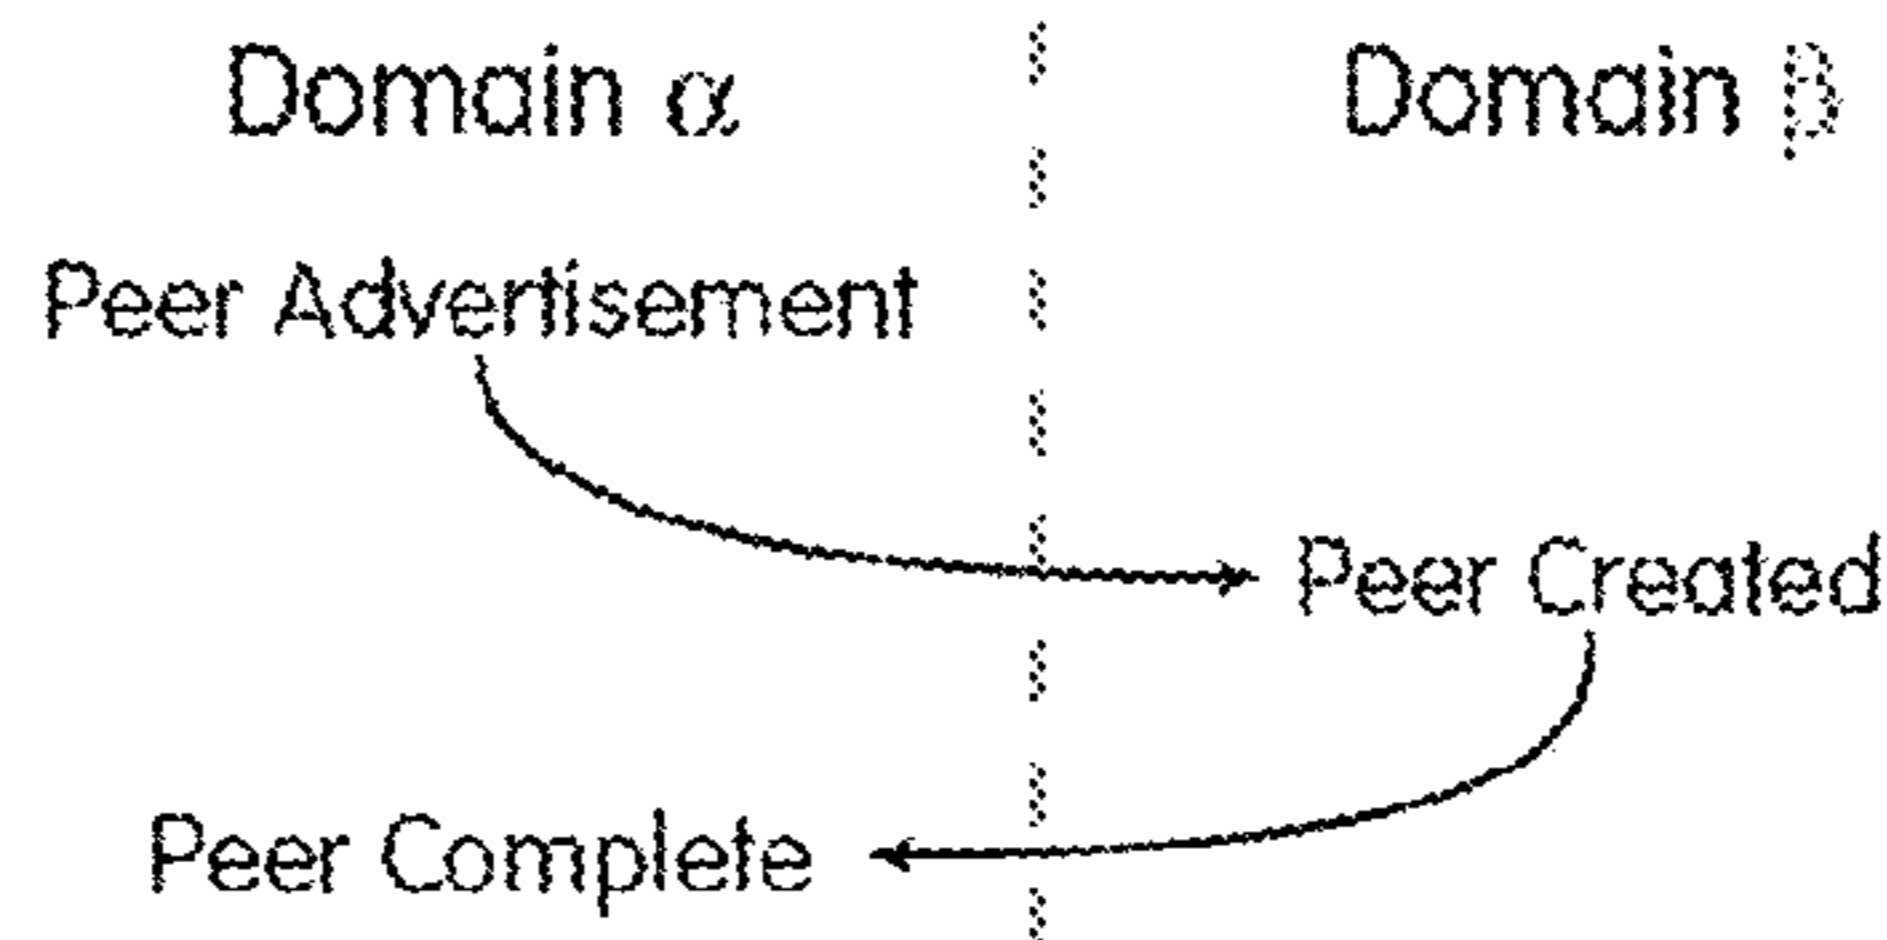 Domain α
Domain β
Peer Advertisement
Peer Created
Peer Complete